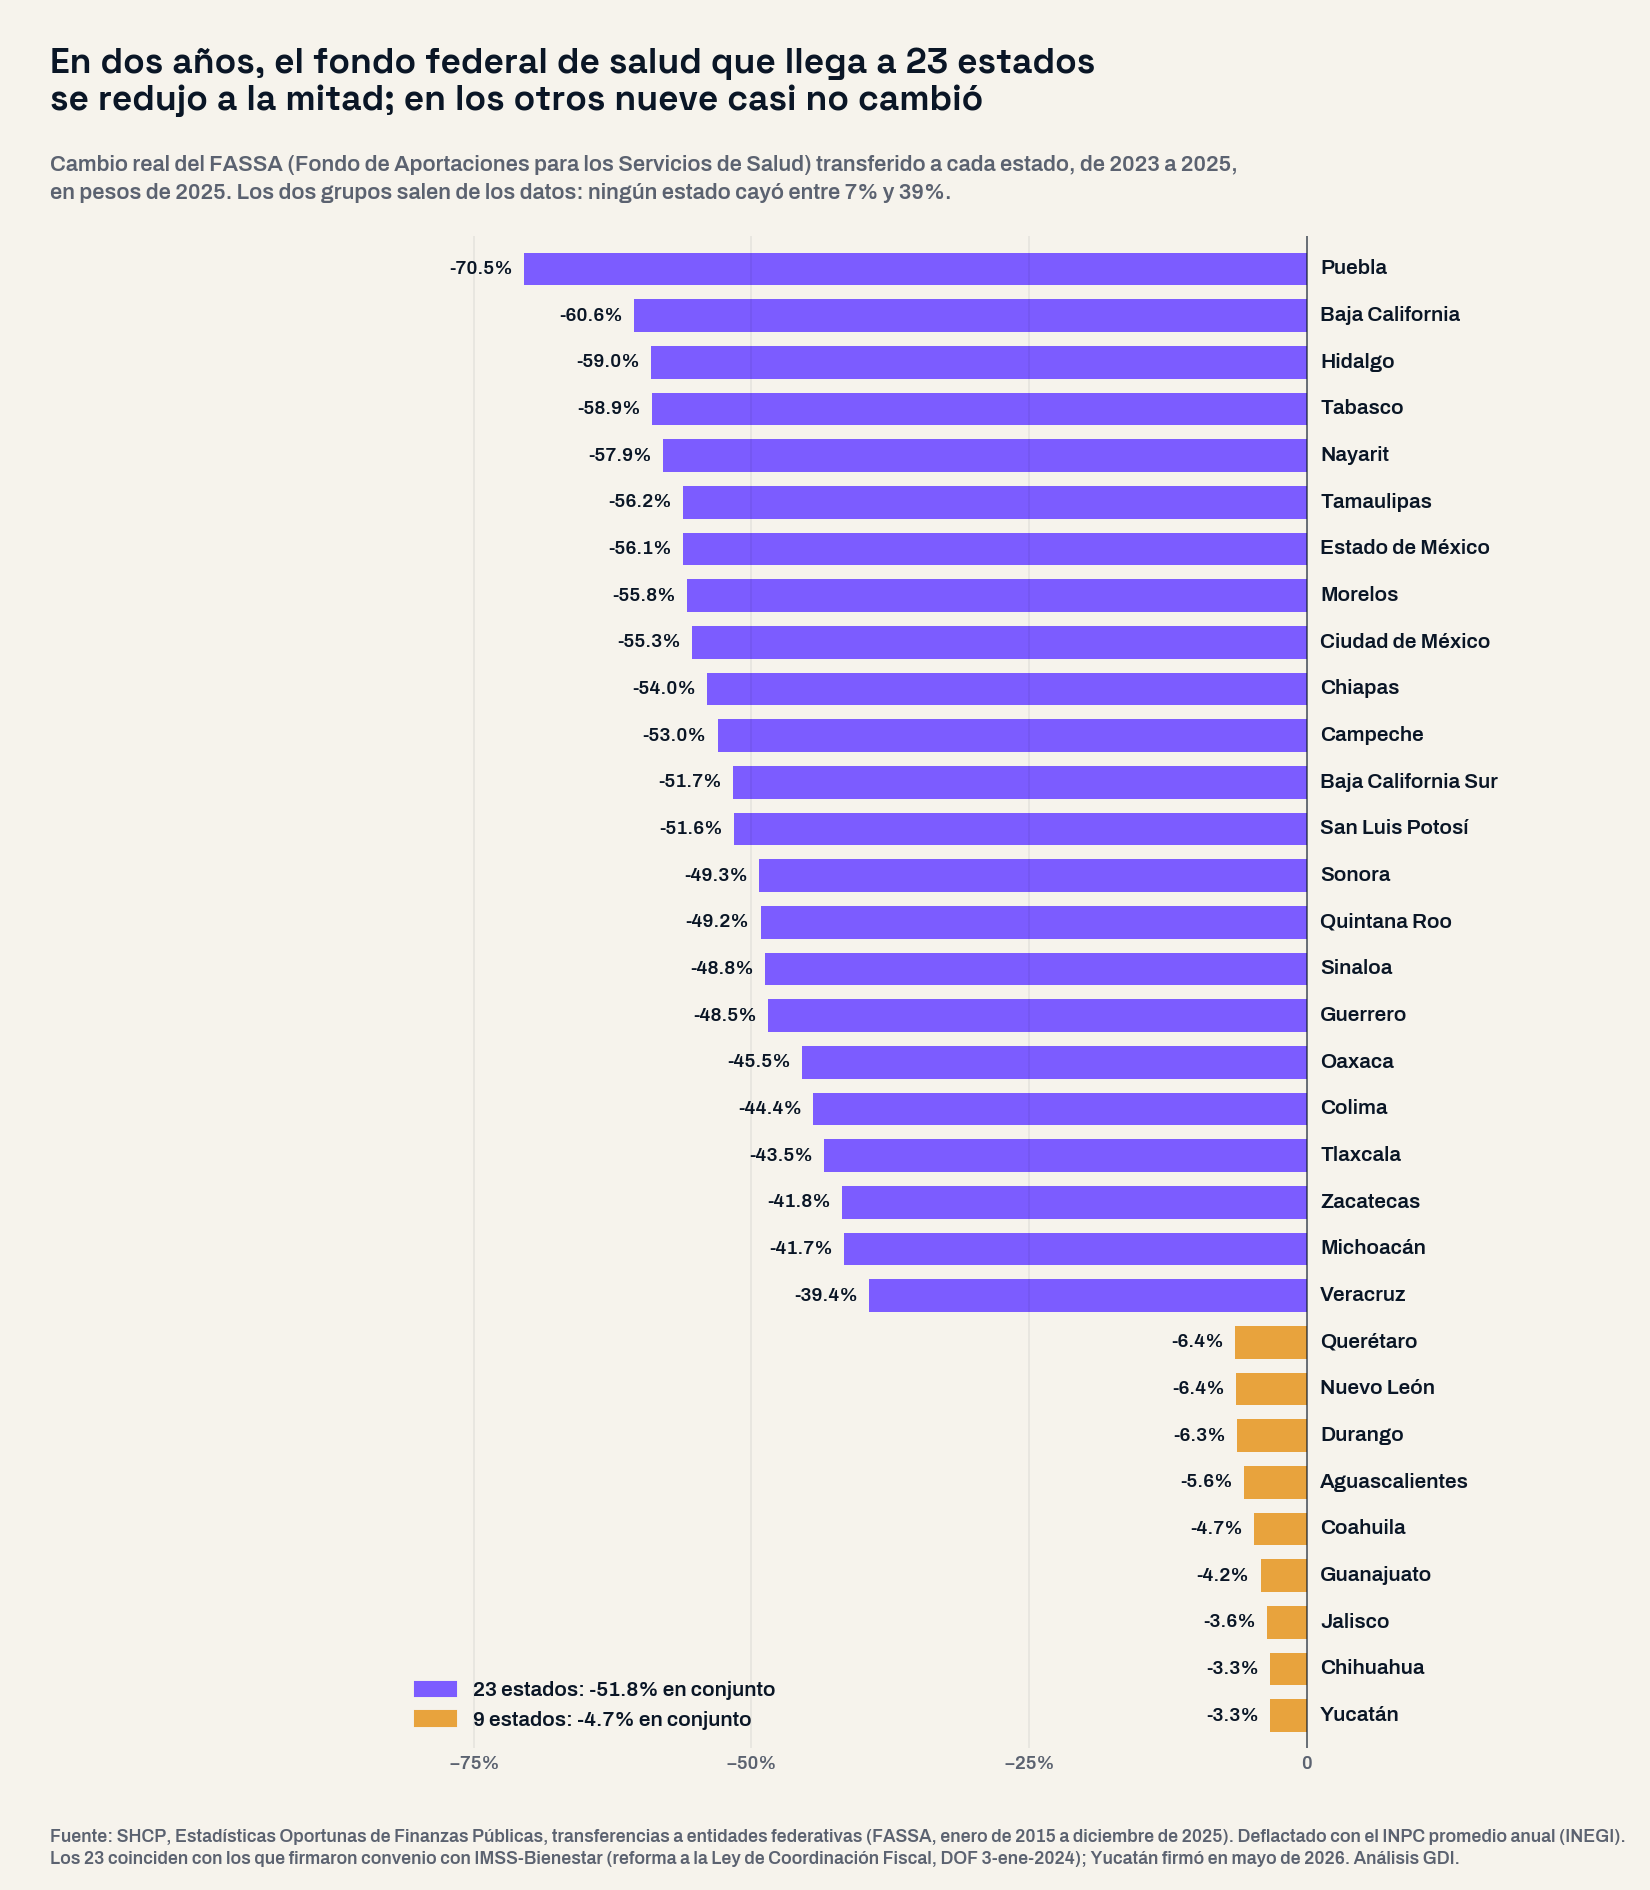 En dos años, el fondo federal de salud que llega a 23 estados
se redujo a la mitad; en los otros nueve casi no cambió
Cambio real del FASSA (Fondo de Aportaciones para los Servicios de Salud) transferido a cada estado, de 2023 a 2025,
en pesos de 2025. Los dos grupos salen de los datos: ningún estado cayó entre 7% y 39%.
-70.5% Puebla
-60.6% Baja California
-59.0% Hidalgo
-58.9% Tabasco
-57.9% Nayarit
-56.2% Tamaulipas
-56.1% Estado de México
-55.8% Morelos
-55.3% Ciudad de México
-54.0% Chiapas
-53.0% Campeche
-51.7% Baja California Sur
-51.6% San Luis Potosí
-49.3% Sonora
-49.2% Quintana Roo
-48.8% Sinaloa
-48.5% Guerrero
-45.5% Oaxaca
-44.4% Colima
-43.5% Tlaxcala
-41.8% Zacatecas
-41.7% Michoacán
-39.4% Veracruz
-6.4% Querétaro
-6.4% Nuevo León
-6.3% Durango
-5.6% Aguascalientes
-4.7% Coahuila
-4.2% Guanajuato
-3.6% Jalisco
-3.3% Chihuahua
-3.3% Yucatán
23 estados: -51.8% en conjunto
9 estados: -4.7% en conjunto
−75% −50% −25% 0
Fuente: SHCP, Estadísticas Oportunas de Finanzas Públicas, transferencias a entidades federativas (FASSA, enero de 2015 a diciembre de 2025). Deflactado con el INPC promedio anual (INEGI).
Los 23 coinciden con los que firmaron convenio con IMSS-Bienestar (reforma a la Ley de Coordinación Fiscal, DOF 3-ene-2024); Yucatán firmó en mayo de 2026. Análisis GDI.